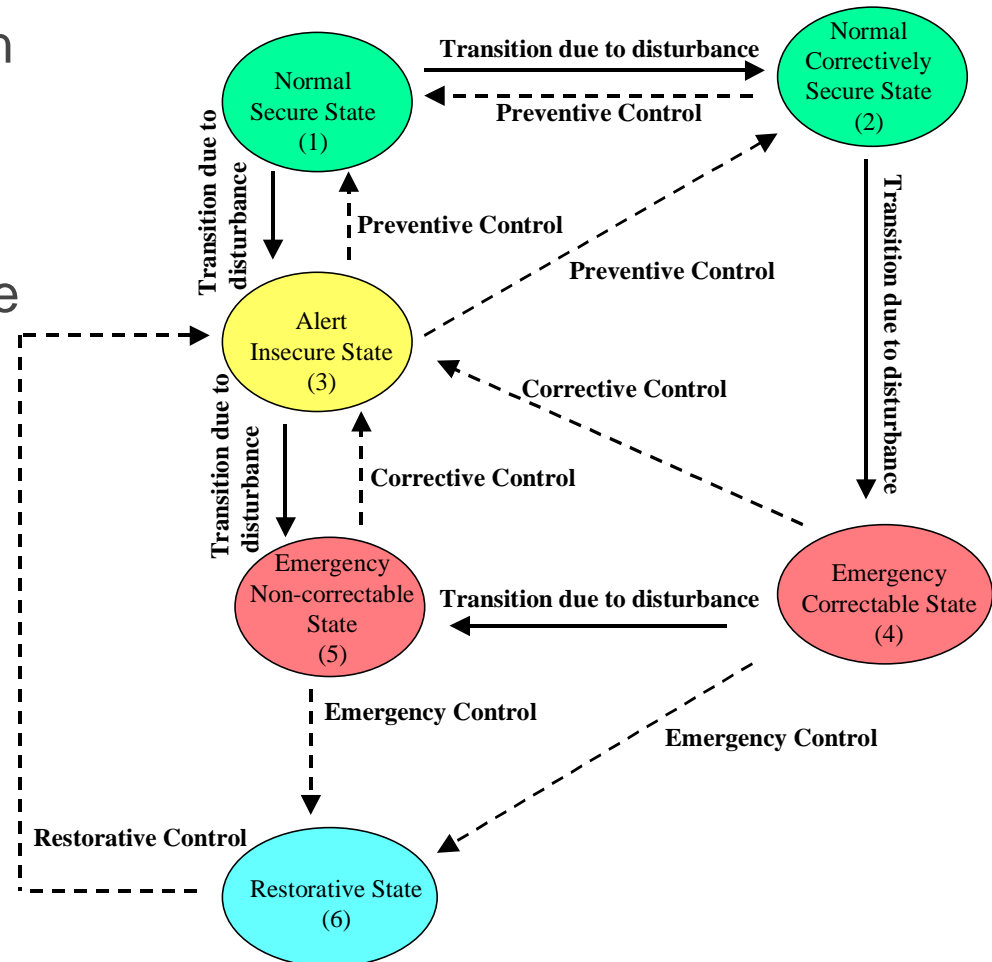 n
e
Normal
Secure State
(1)
Transition due to disturbance
Preventive Control
Normal
Correctively
Secure State
(2)
Transition due to
disturbance
Preventive Control
Preventive Control
Transition due to disturbance
Alert
Insecure State
(3)
Corrective Control
Transition due to
disturbance
Corrective Control
Emergency
Non-correctable
State
(5)
Transition due to disturbance
Emergency
Correctable State
(4)
Emergency Control
Emergency Control
Restorative Control
Restorative State
(6)